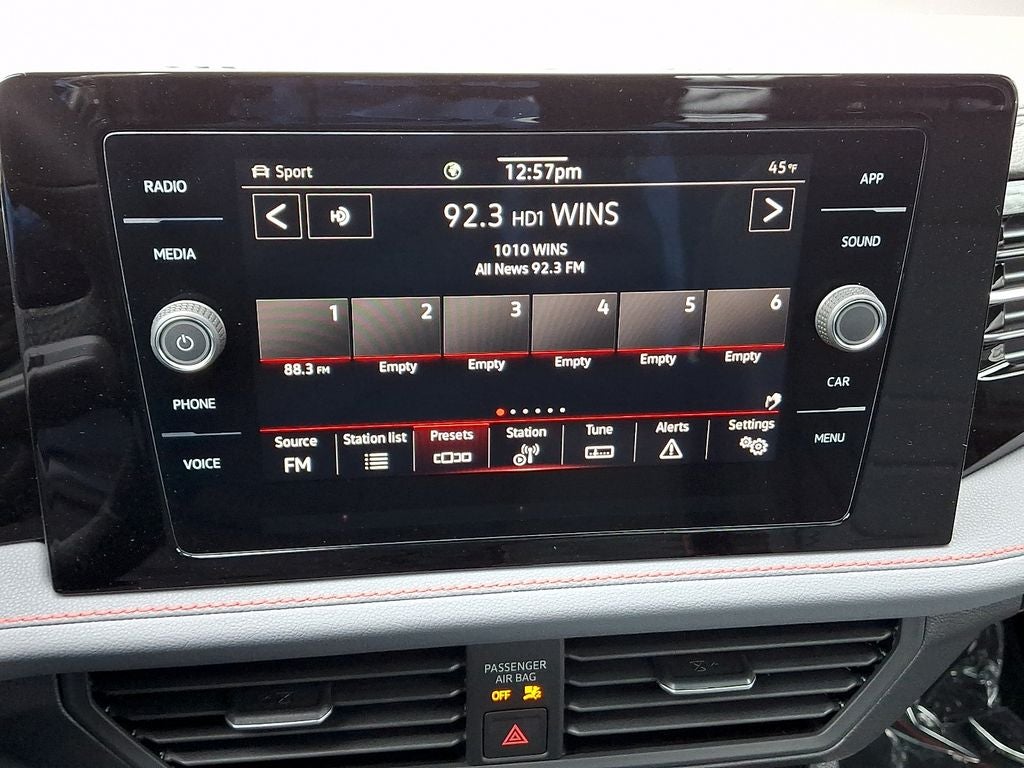 RADIO
MEDIA
PHONE
VOICE
Sport
12:57pm
45°F
92.3 HD1 WINS
1010 WINS
All News 92.3 FM
1 2 3 4 5 6
88.3 FM Empty Empty Empty Empty Empty
Source Station list Presets Station Tune Alerts Settings
FM
APP
SOUND
CAR
MENU
PASSENGER
AIR BAG
OFF